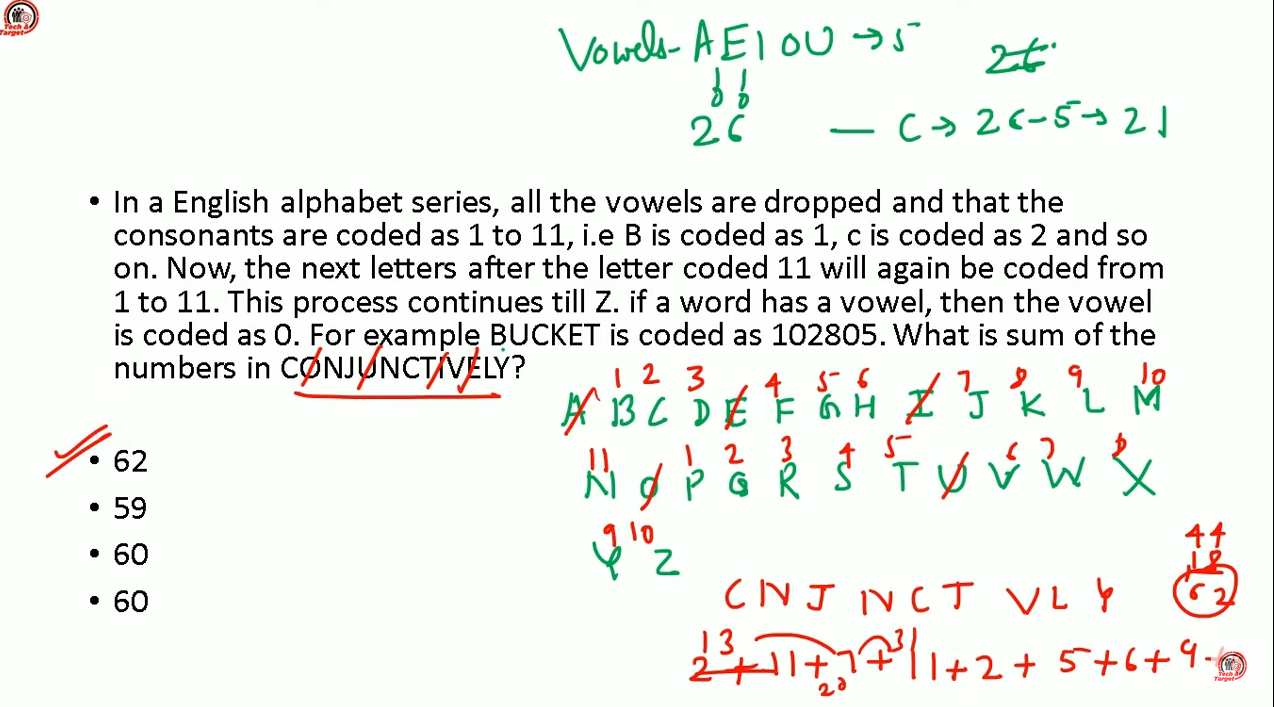 Tech & Target
Vowels - A E I O U → 5
26
26 — C → 26 - 5 → 21
• In a English alphabet series, all the vowels are dropped and that the
consonants are coded as 1 to 11, i.e B is coded as 1, c is coded as 2 and so
on. Now, the next letters after the letter coded 11 will again be coded from
1 to 11. This process continues till Z. if a word has a vowel, then the vowel
is coded as 0. For example BUCKET is coded as 102805. What is sum of the
numbers in CONJUNCTIVELY?
1 2 3 4 5 6 7 8 9 10
A B C D E F G H I J K L M
• 62
11 1 2 3 4 5 6 7 8
N O P Q R S T U V W X
• 59
9 10
Y Z
• 60
44
18
62
• 60
C N J N C T V L Y
13 31
2 + 11 + 7 + 11 + 2 + 5 + 6 + 9 +
20
Tech & Target